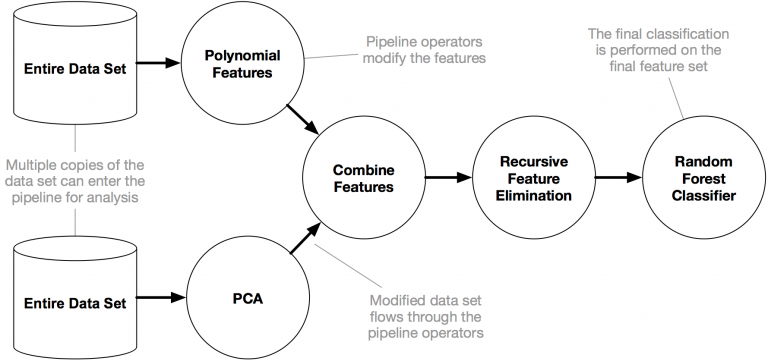 Entire Data Set
Polynomial
Features
Pipeline operators
modify the features
The final classification
is performed on the
final feature set
Multiple copies of the
data set can enter the
pipeline for analysis
Combine
Features
Recursive
Feature
Elimination
Random
Forest
Classifier
Entire Data Set
PCA
Modified data set
flows through the
pipeline operators